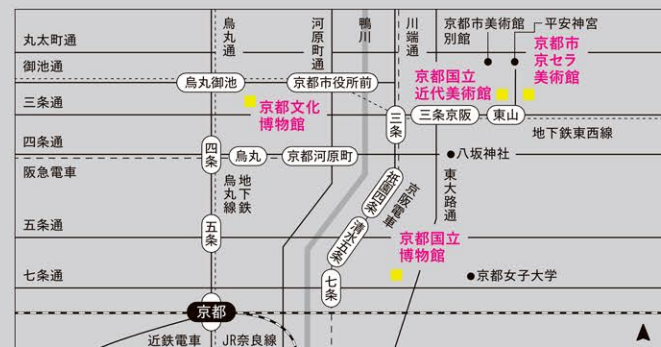 丸太町通
烏丸通
河原町通
鴨川
川端通
京都市美術館
別館
平安神宮
京都市
京セラ
美術館
御池通
烏丸御池
京都市役所前
京都国立
近代美術館
三条通
京都文化
博物館
三条
三条京阪
東山
地下鉄東西線
四条通
四条
烏丸
京都河原町
八坂神社
阪急電車
地下鉄
烏丸線
祇園四条
京阪電車
東大路通
五条通
五条
清水五条
京都国立
博物館
七条通
七条
京都女子大学
京都
近鉄電車
JR奈良線